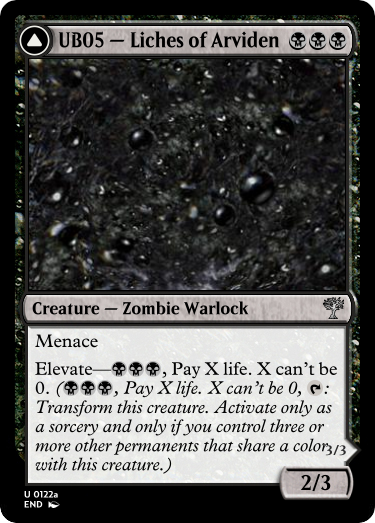 UB05 — Liches of Arviden
Creature — Zombie Warlock
Menace
Elevate—, Pay X life. X can't be
0. (, Pay X life. X can't be 0, :
Transform this creature. Activate only as
a sorcery and only if you control three or
more other permanents that share a color
with this creature.)
3/3
2/3
U 0122a
END